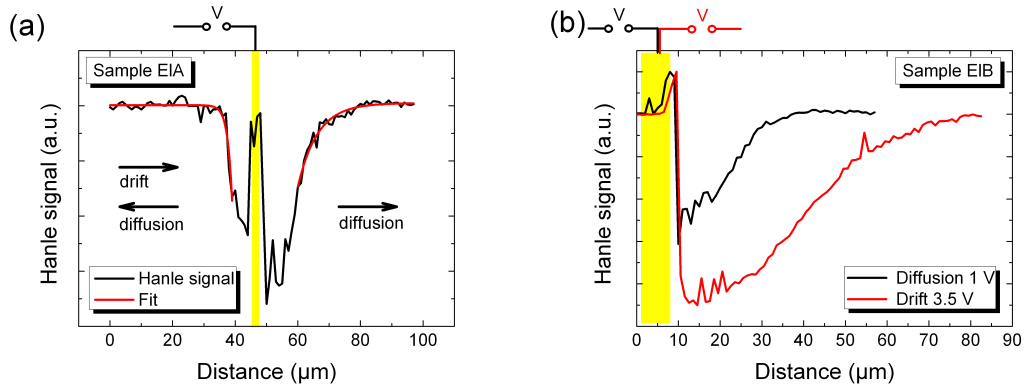 (a)
V
Sample EIA
Hanle signal (a.u.)
drift
diffusion
diffusion
Hanle signal
Fit
0 20 40 60 80 100
Distance (μm)
(b)
V V
Sample EIB
Hanle signal (a.u.)
Diffusion 1 V
Drift 3.5 V
0 10 20 30 40 50 60 70 80 90
Distance (μm)